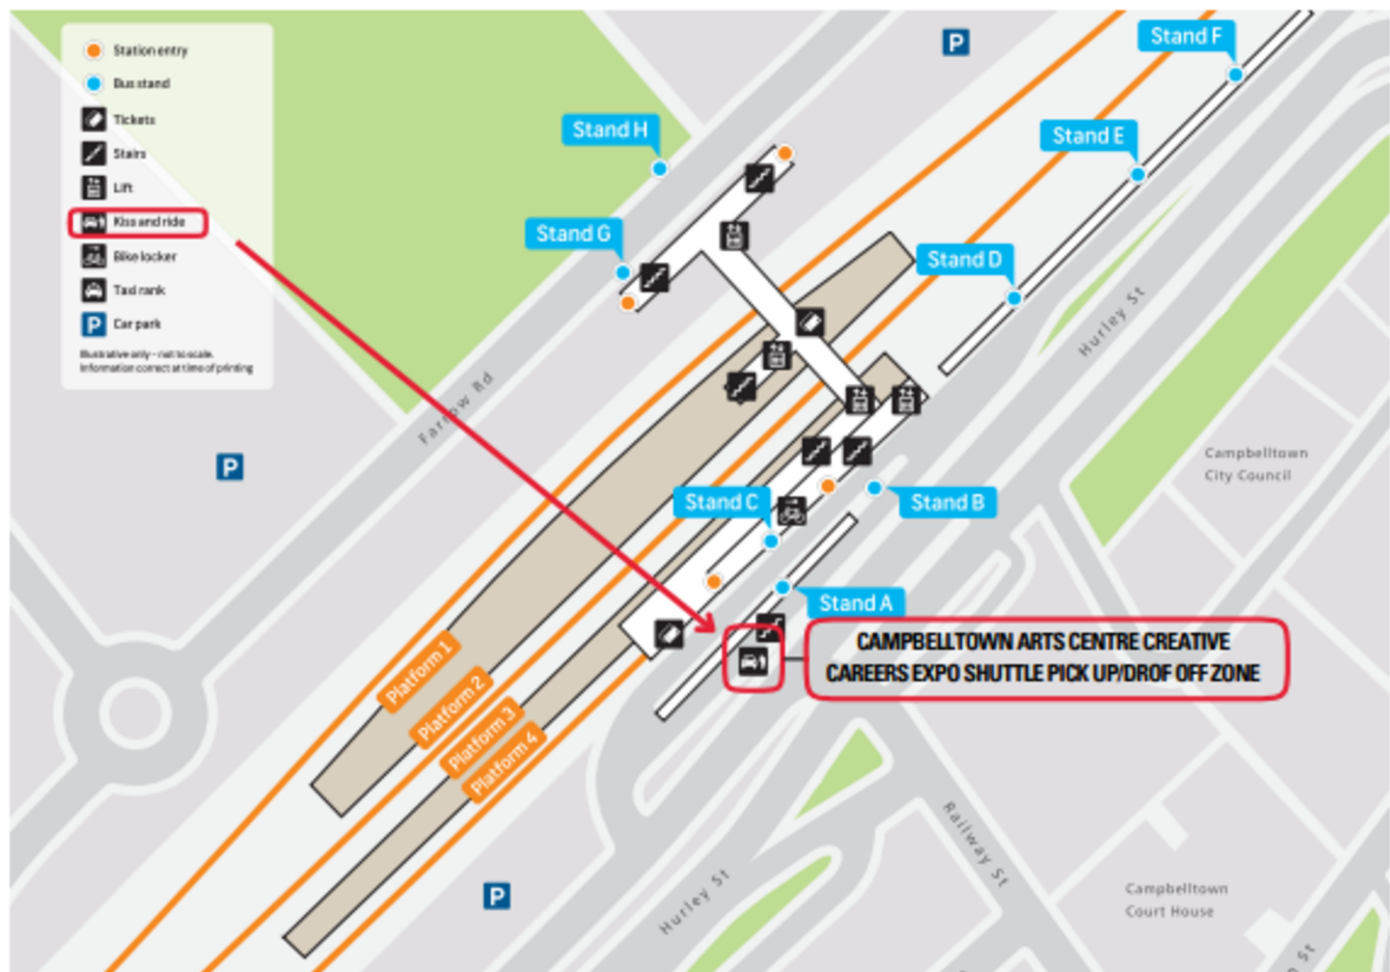 Station entry
Bus stand
Tickets
Stairs
Lift
Kiss and ride
Bike locker
Taxi rank
P Car park
Illustrative only - not to scale.
Information correct at time of printing
P
Stand F
Stand E
Stand H
Stand G
Stand D
Hurley St
Farrow Rd
P
Campbelltown
City Council
Stand C
Stand B
Stand A
CAMPBELLTOWN ARTS CENTRE CREATIVE
CAREERS EXPO SHUTTLE PICK UP/DROF OFF ZONE
Platform 1
Platform 2
Platform 3
Platform 4
Railway St
Hurley St
P
Campbelltown
Court House
St